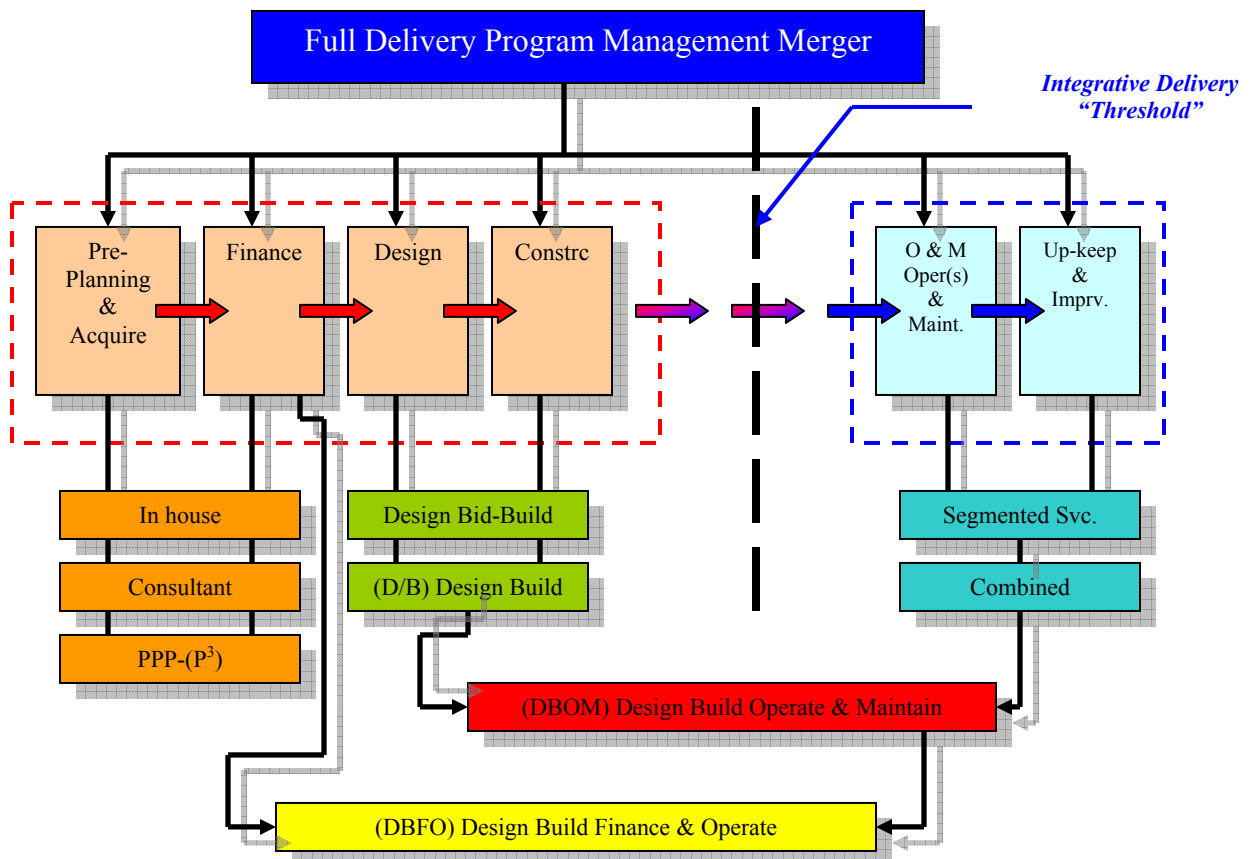 Full Delivery Program Management Merger
Integrative Delivery
“Threshold”
Pre-
Planning
&
Acquire
Finance
Design
Constrc
O & M
Oper(s)
&
Maint.
Up-keep
&
Imprv.
In house
Design Bid-Build
Segmented Svc.
Consultant
(D/B) Design Build
Combined
PPP-(P³)
(DBOM) Design Build Operate & Maintain
(DBFO) Design Build Finance & Operate